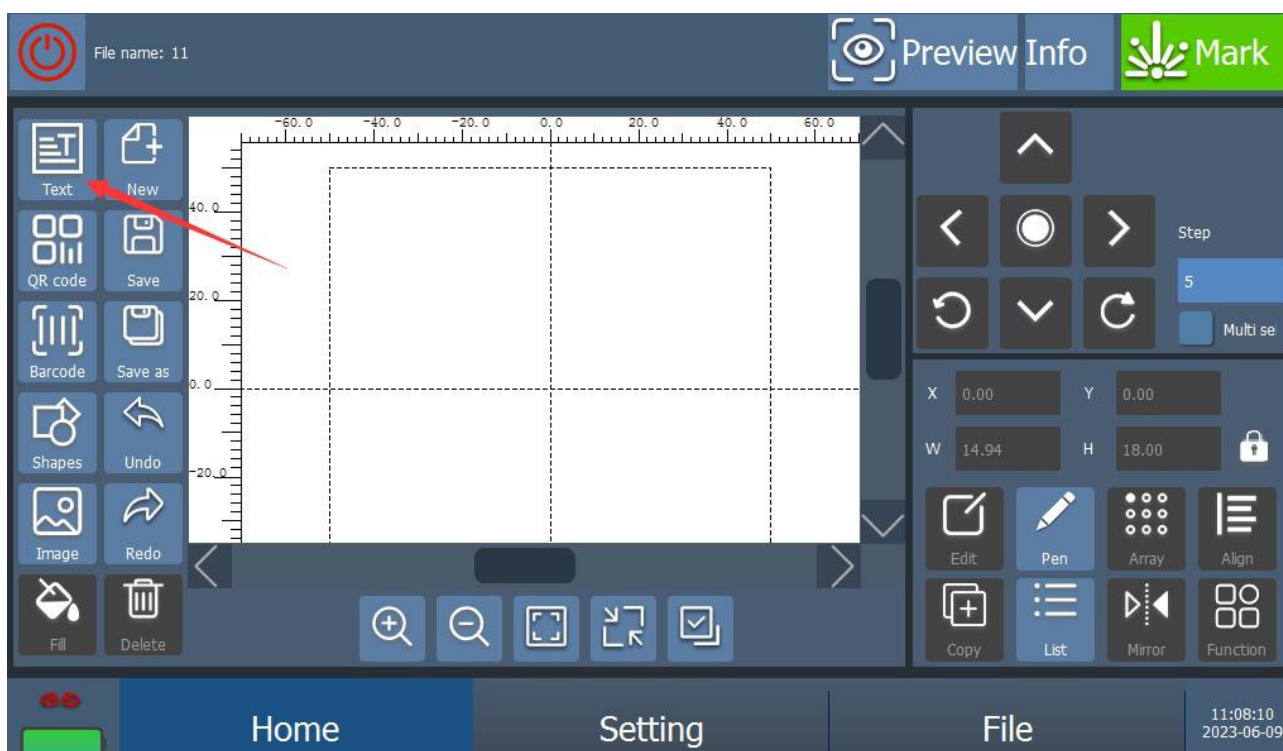 File name: 11
Preview
Info
Mark
Text
New
QR code
Save
Barcode
Save as
Shapes
Undo
Image
Redo
Fill
Delete
-60.0 -40.0 -20.0 0.0 20.0 40.0 60.0
40.0
20.0
0.0
-20.0
Step
5
Multi se
X 0.00 Y 0.00
W 14.94 H 18.00
Edit
Pen
Array
Align
Copy
List
Mirror
Function
Home
Setting
File
11:08:10
2023-06-09